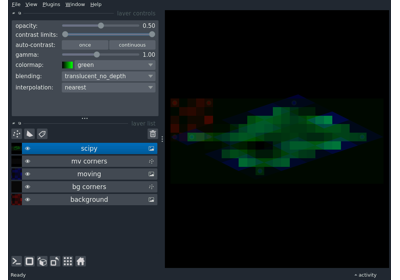 File View Plugins Window Help
layer controls
opacity: 0.50
contrast limits:
auto-contrast: once continuous
gamma: 1.00
colormap: green
blending: translucent_no_depth
interpolation: nearest
layer list
scipy
mv corners
moving
bg corners
background
Ready
activity